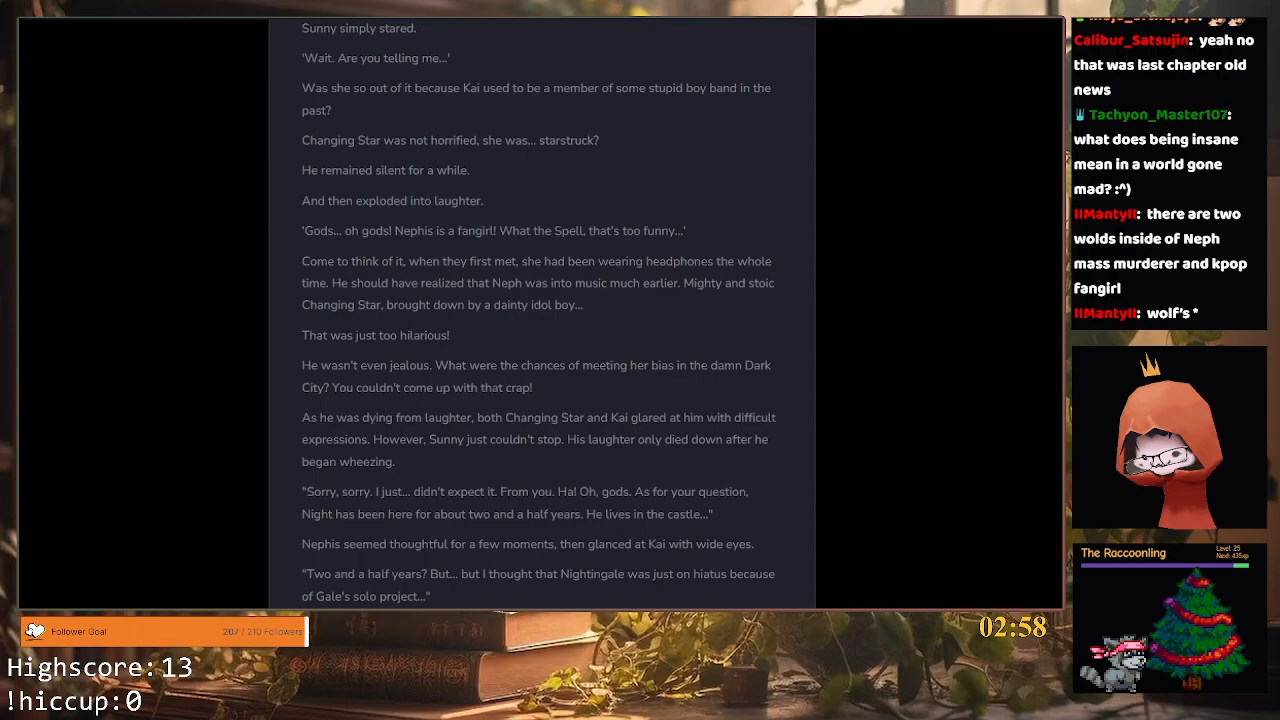 Sunny simply stared.
'Wait. Are you telling me...'
Was she so out of it because Kai used to be a member of some stupid boy band in the
past?
Changing Star was not horrified, she was... starstruck?
He remained silent for a while.
And then exploded into laughter.
'Gods... oh gods! Nephis is a fangirl! What the Spell, that's too funny...'
Come to think of it, when they first met, she had been wearing headphones the whole
time. He should have realized that Neph was into music much earlier. Mighty and stoic
Changing Star, brought down by a dainty idol boy...
That was just too hilarious!
He wasn't even jealous. What were the chances of meeting her bias in the damn Dark
City? You couldn't come up with that crap!
As he was dying from laughter, both Changing Star and Kai glared at him with difficult
expressions. However, Sunny just couldn't stop. His laughter only died down after he
began wheezing.
"Sorry, sorry. I just... didn't expect it. From you. Ha! Oh, gods. As for your question,
Night has been here for about two and a half years. He lives in the castle..."
Nephis seemed thoughtful for a few moments, then glanced at Kai with wide eyes.
"Two and a half years? But... but I thought that Nightingale was just on hiatus because
of Gale's solo project..."
Calibur_Satsujin: yeah no
that was last chapter old
news
Tachyon_Master107:
what does being insane
mean in a world gone
mad? :^)
IIMantyII: there are two
wolds inside of Neph
mass murderer and kpop
fangirl
IIMantyII: wolf's *
The Raccoonling
Level: 25
Next: 435xp
Follower Goal
207 / 210 Followers
02:58
Highscore:13
!hiccup:0